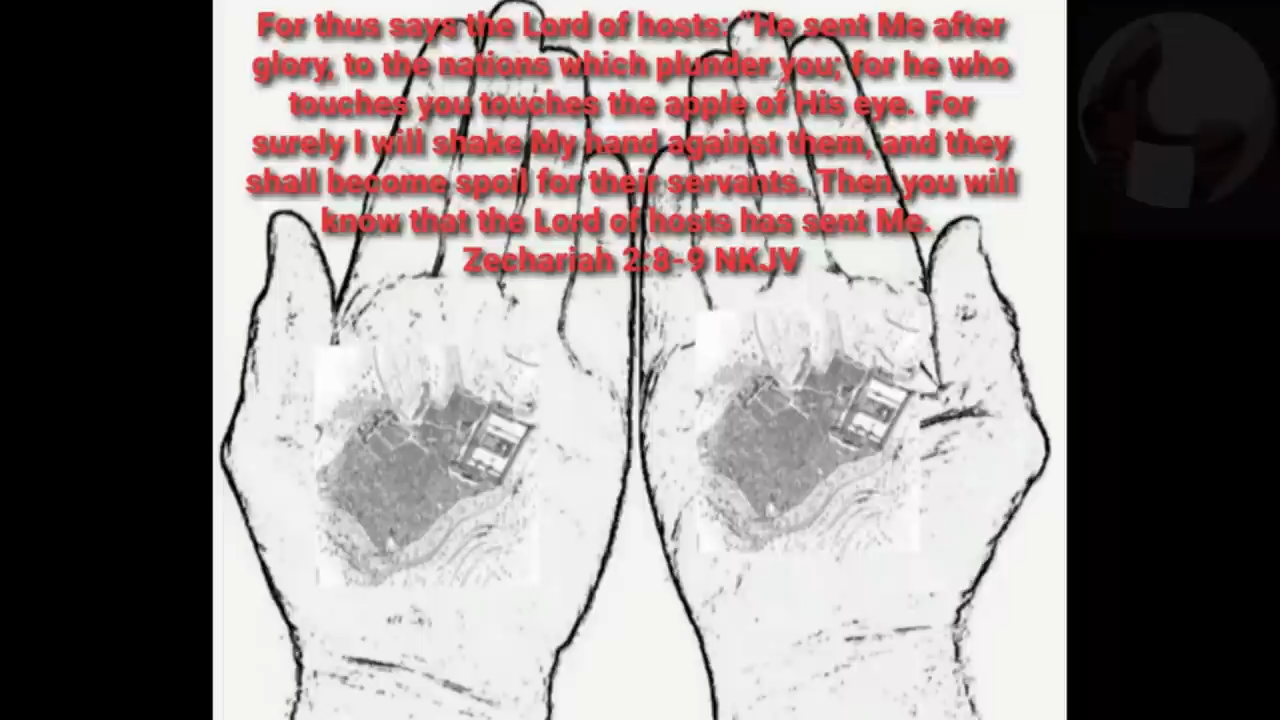 For thus says the Lord of hosts: "He sent Me after
glory, to the nations which plunder you; for he who
touches you touches the apple of His eye. For
surely I will shake My hand against them, and they
shall become spoil for their servants. Then you will
know that the Lord of hosts has sent Me.
Zechariah 2:8-9 NKJV